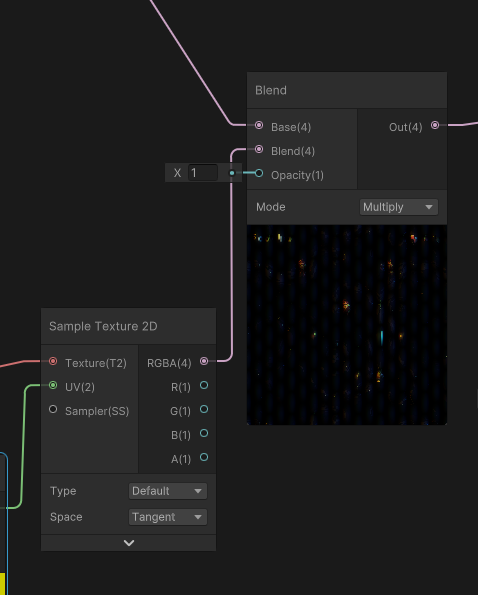 Blend
Base(4)
Out(4)
Blend(4)
X 1
Opacity(1)
Mode
Multiply
Sample Texture 2D
Texture(T2)
RGBA(4)
UV(2)
R(1)
Sampler(SS)
G(1)
B(1)
A(1)
Type
Default
Space
Tangent